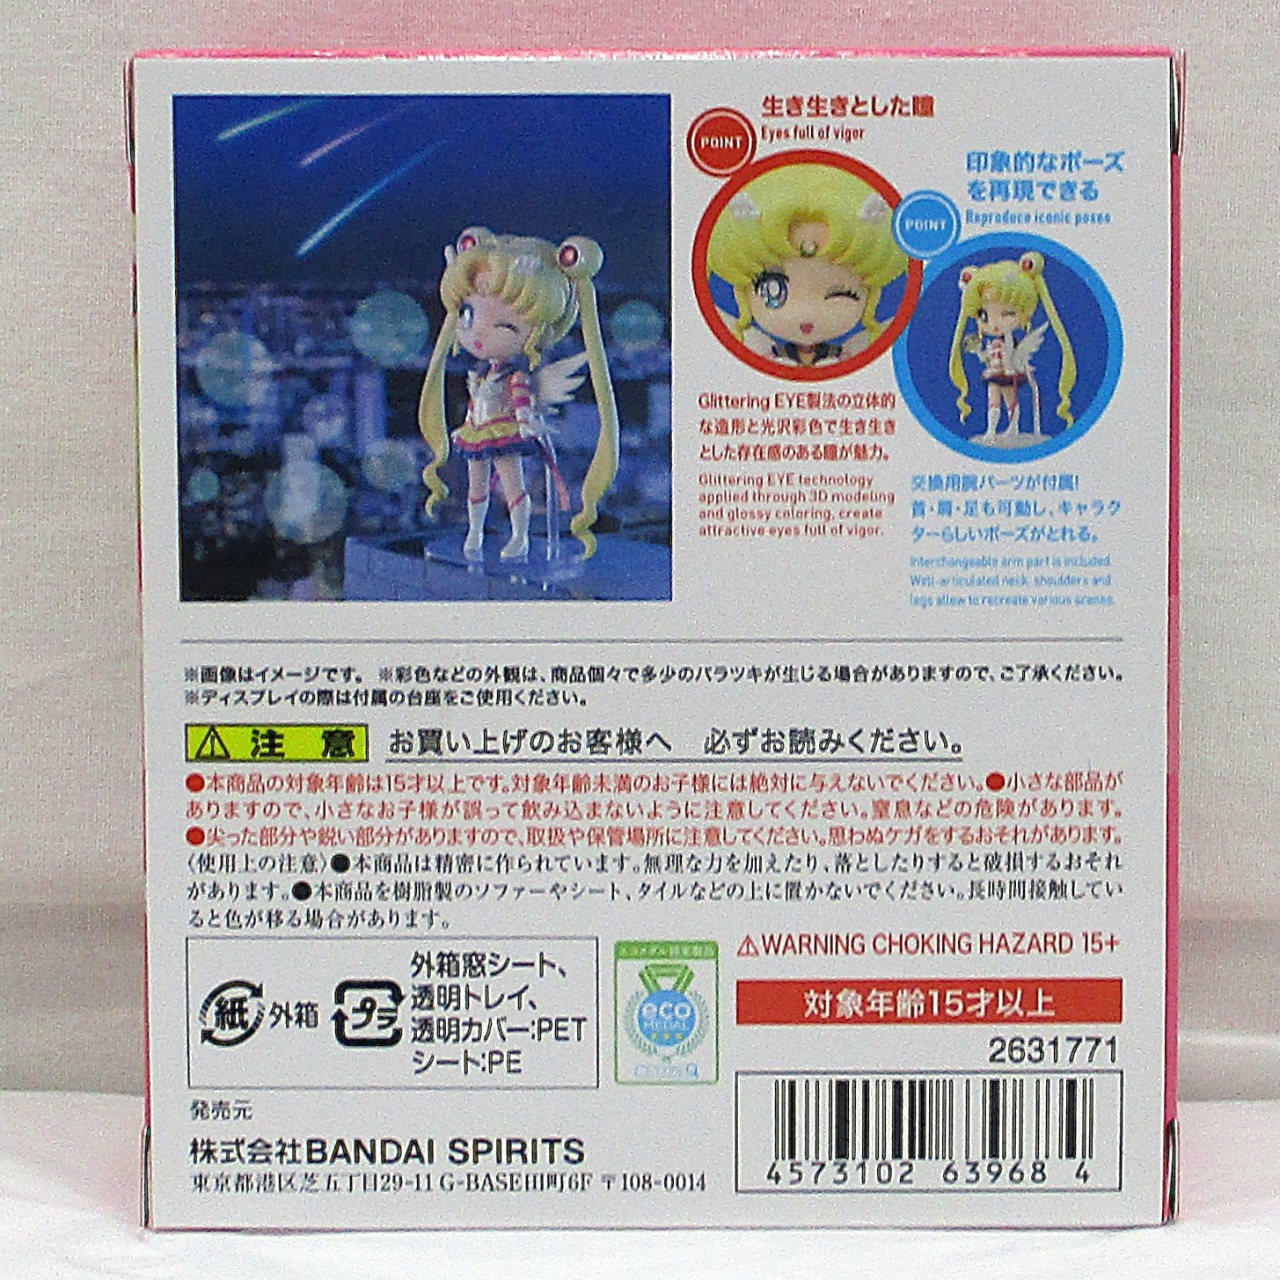 生き生きとした瞳
POINT
Eyes full of vigor
印象的なポーズ
を再現できる
POINT
Reproduce iconic poses
Glittering EYE製法の立体的
な造形と光沢彩色で生き生き
とした存在感のある瞳が魅力。
Glittering EYE technology
applied through 3D modeling
and glossy coloring, create
attractive eyes full of vigor.
交換用腕パーツが付属!
首・肩・足も可動し、キャラク
ターらしいポーズがとれる。
Interchangeable arm part is included.
Well-articulated neck, shoulders and
legs allow to recreate various scenes.
※画像はイメージです。 ※彩色などの外観は、商品個々で多少のバラツキが生じる場合がありますので、ご了承ください。
※ディスプレイの際は付属の台座をご使用ください。
⚠注 意 お買い上げのお客様へ 必ずお読みください。
●本商品の対象年齢は15才以上です。対象年齢未満のお子様には絶対に与えないでください。●小さな部品が
ありますので、小さなお子様が誤って飲み込まないように注意してください。窒息などの危険があります。
●尖った部分や鋭い部分がありますので、取扱や保管場所に注意してください。思わぬケガをするおそれがあります。
〈使用上の注意〉●本商品は精密に作られています。無理な力を加えたり、落としたりすると破損するおそれ
があります。●本商品を樹脂製のソファーやシート、タイルなどの上に置かないでください。長時間接触してい
ると色が移る場合があります。
紙 外箱
プラ
外箱窓シート、
透明トレイ、
透明カバー:PET
シート:PE
eco
MEDAL
⚠WARNING CHOKING HAZARD 15+
対象年齢15才以上
2631771
4573102 63968 4
発売元
株式会社BANDAI SPIRITS
東京都港区芝五丁目29-11 G-BASE田町6F 〒108-0014